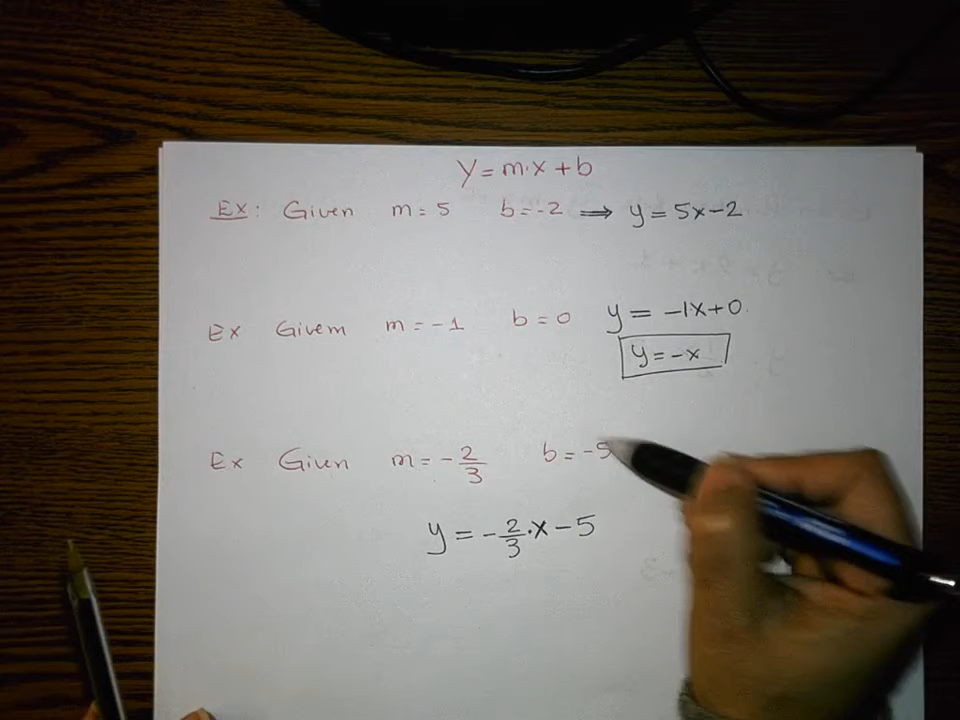 y = m·x + b
Ex: Given m = 5 b = -2 ⟹ y = 5x - 2
Ex Givem m = -1 b = 0 y = -1x + 0
y = -x
Ex Given m = -2/3 b = -5
y = -2/3 · x - 5